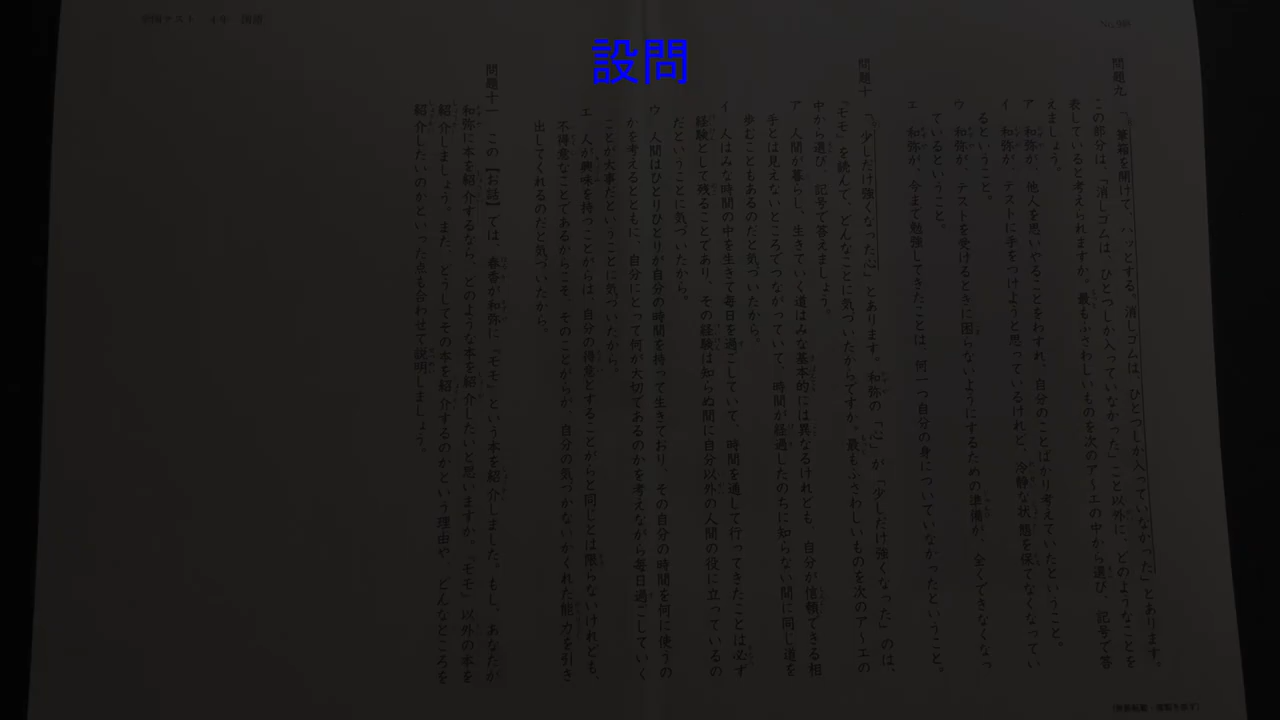 設問
全国テスト 4年 国語
問題九 「筆箱を開けて、ハッとする。消しゴムは、ひとつしか入っていなかった」とあります。
この部分は、「消しゴムは、ひとつしか入っていなかった」こと以外に、どのようなことを
表していると考えられますか。最もふさわしいものを次のア〜エの中から選び、記号で答
えましょう。
ア 和弥が、他人を思いやることをわすれ、自分のことばかり考えていたということ。
イ 和弥が、テストに手をつけようと思っているけれど、冷静な状態を保てなくなってい
るということ。
ウ 和弥が、テストを受けるときに困らないようにするための準備が、全くできなくなっ
ているということ。
エ 和弥が、今まで勉強してきたことは、何一つ自分の身についていなかったということ。
問題十 「少しだけ強くなった心」とあります。和弥の「心」が「少しだけ強くなった」のは、
『モモ』を読んで、どんなことに気づいたからですか。最もふさわしいものを次のア〜エの
中から選び、記号で答えましょう。
ア 人間が暮らし、生きていく道はみな基本的には異なるけれども、自分が信頼できる相
手とは見えないところでつながっていて、時間が経過したのちに知らない間に同じ道を
歩むこともあるのだと気づいたから。
イ 人はみな時間の中を生きて毎日を過ごしていて、時間を通して行ってきたことは必ず
経験として残ることであり、その経験は知らぬ間に自分以外の人間の役に立っているの
だということに気づいたから。
ウ 人間はひとりひとりが自分の時間を持って生きており、その自分の時間を何に使うの
かを考えるとともに、自分にとって何が大切であるのかを考えながら毎日過ごしていく
ことが大事だということに気づいたから。
エ 人が興味を持つことがらは、自分の得意とすることがらと同じとは限らないけれども、
不得意なことであるからこそ、そのことがらが、自分の気づかないかくれた能力を引き
出してくれるのだと気づいたから。
問題十一 この【お話】では、春香が和弥に『モモ』という本を紹介しました。もし、あなたが
和弥に本を紹介するなら、どのような本を紹介したいと思いますか。『モモ』以外の本を
紹介しましょう。また、どうしてその本を紹介するのかという理由や、どんなところを
紹介したいのかといった点も合わせて説明しましょう。
(無断転載・複製を禁ず)